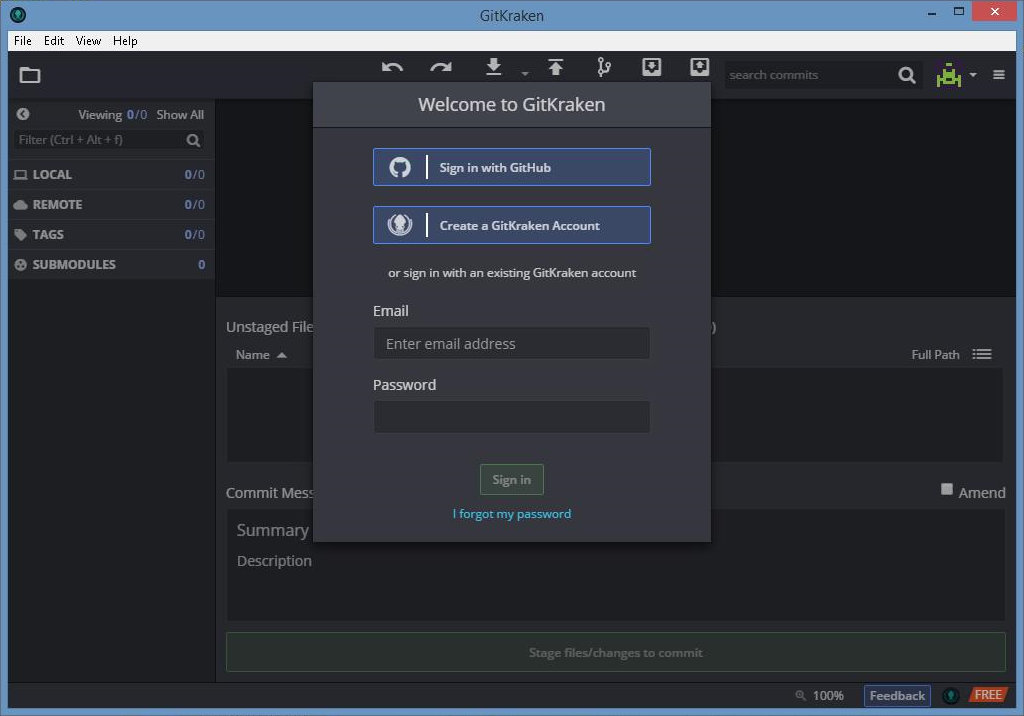 GitKraken
File Edit View Help
search commits
Viewing 0/0 Show All
Filter (Ctrl + Alt + f)
LOCAL 0/0
REMOTE 0/0
TAGS 0/0
SUBMODULES 0
Welcome to GitKraken
Sign in with GitHub
Create a GitKraken Account
or sign in with an existing GitKraken account
Email
Enter email address
Password
Sign in
I forgot my password
Unstaged File )
Name Full Path
Commit Mess Amend
Summary
Description
Stage files/changes to commit
100% Feedback FREE